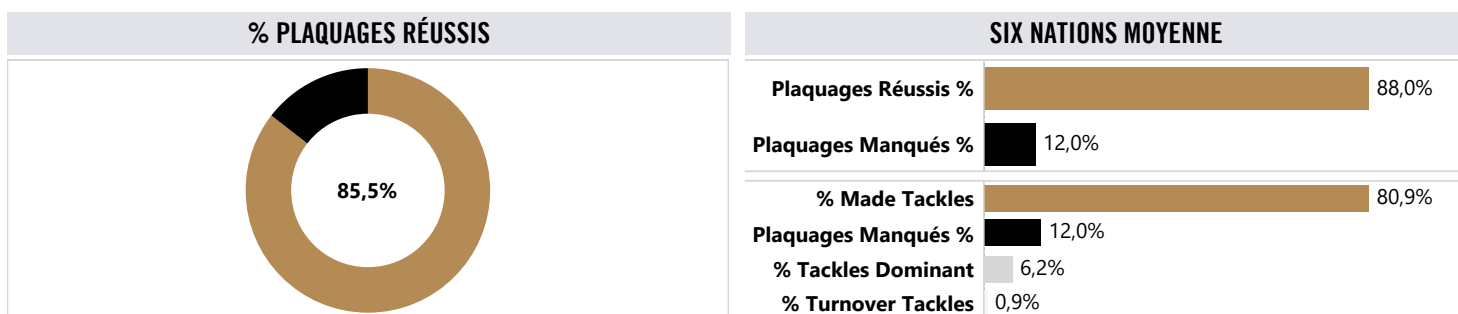 % PLAQUAGES RÉUSSIS
85,5%
SIX NATIONS MOYENNE
Plaquages Réussis % 88,0%
Plaquages Manqués % 12,0%
% Made Tackles 80,9%
Plaquages Manqués % 12,0%
% Tackles Dominant 6,2%
% Turnover Tackles 0,9%